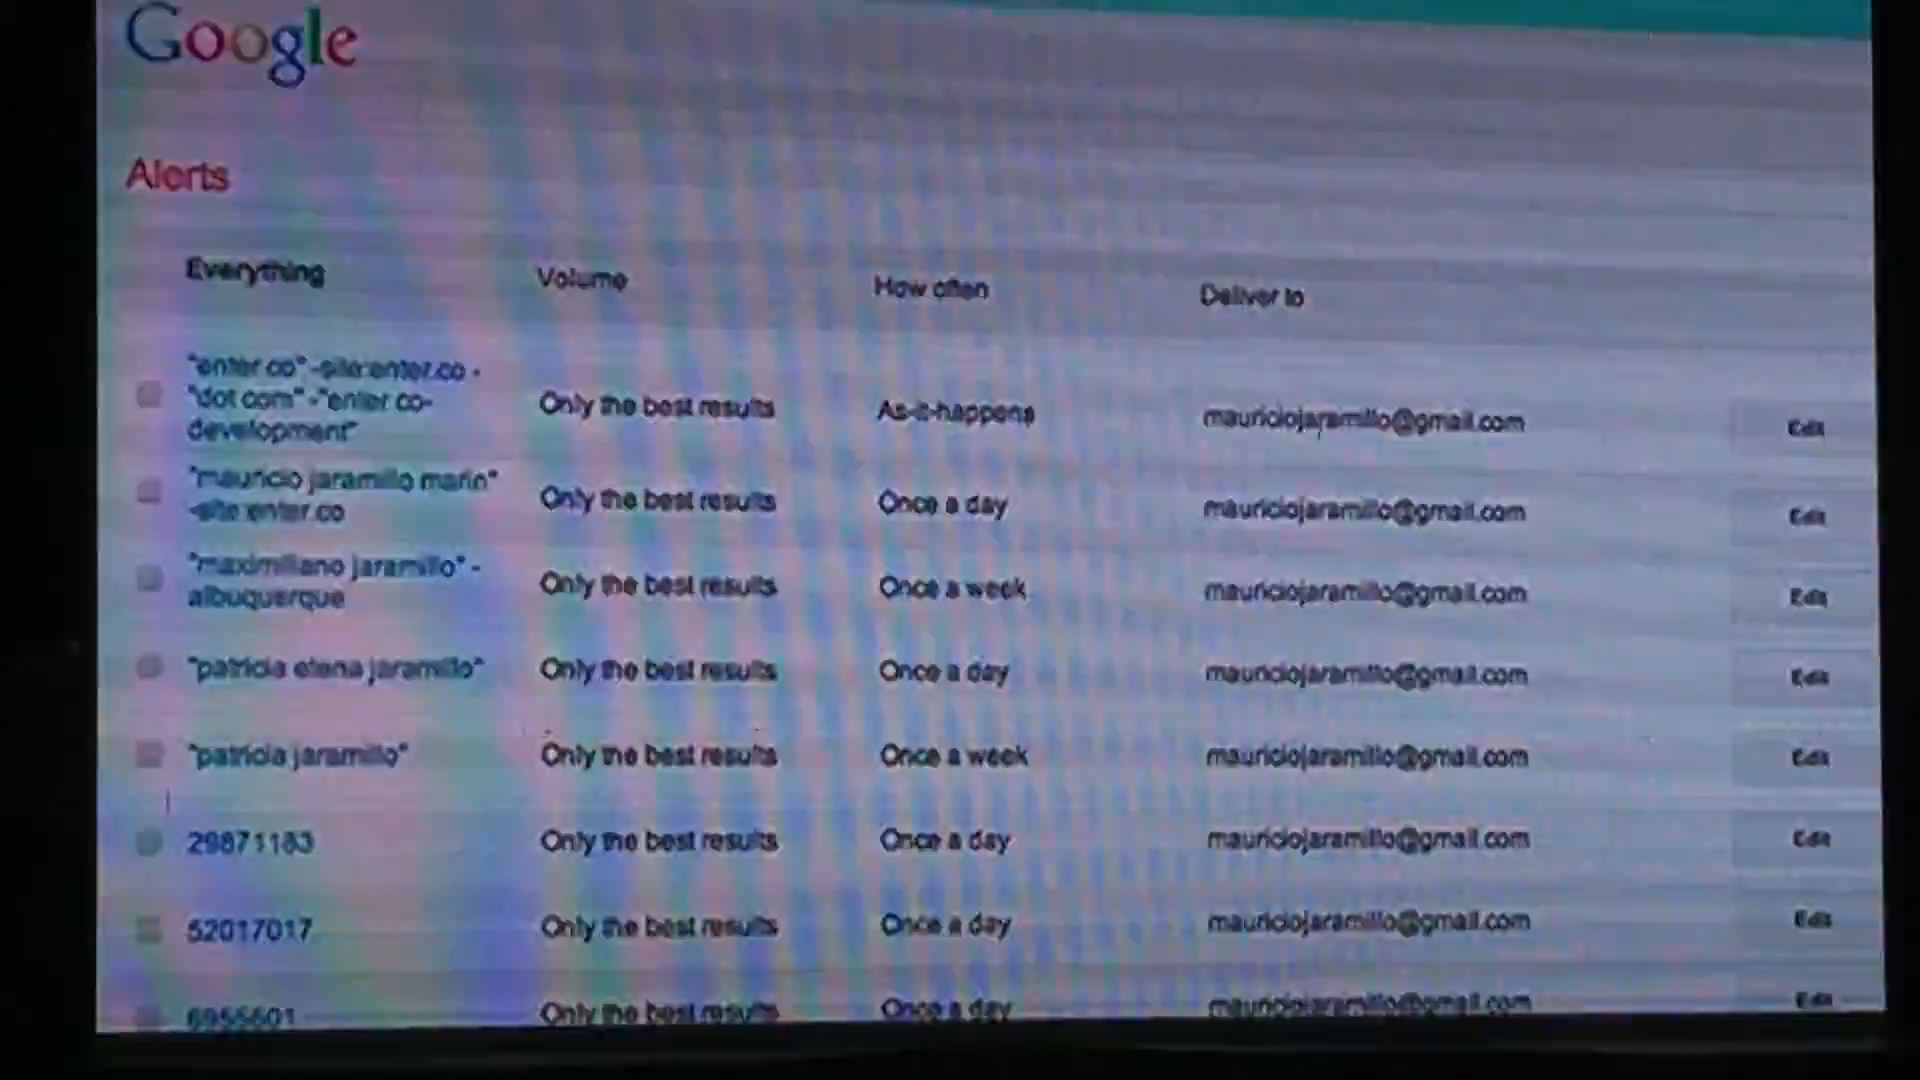 Google
Alerts
Everything Volume How often Deliver to
"enter co" -site:enter.co -
"dot com" -"enter co-
development" Only the best results As-it-happens mauriciojaramillo@gmail.com Edit
"mauricio jaramillo marin"
-site:enter.co Only the best results Once a day mauriciojaramillo@gmail.com Edit
"maximiliano jaramillo" -
albuquerque Only the best results Once a week mauriciojaramillo@gmail.com Edit
"patricia elena jaramillo" Only the best results Once a day mauriciojaramillo@gmail.com Edit
"patricia jaramillo" Only the best results Once a week mauriciojaramillo@gmail.com Edit
29871183 Only the best results Once a day mauriciojaramillo@gmail.com Edit
52017017 Only the best results Once a day mauriciojaramillo@gmail.com Edit
Only the best results Once a day mauriciojaramillo@gmail.com Edit